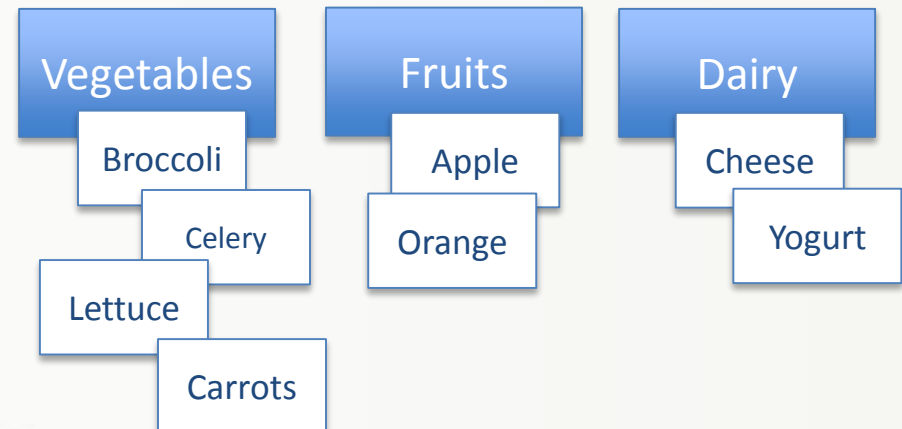 Vegetables
Broccoli
Celery
Lettuce
Carrots
Fruits
Apple
Orange
Dairy
Cheese
Yogurt